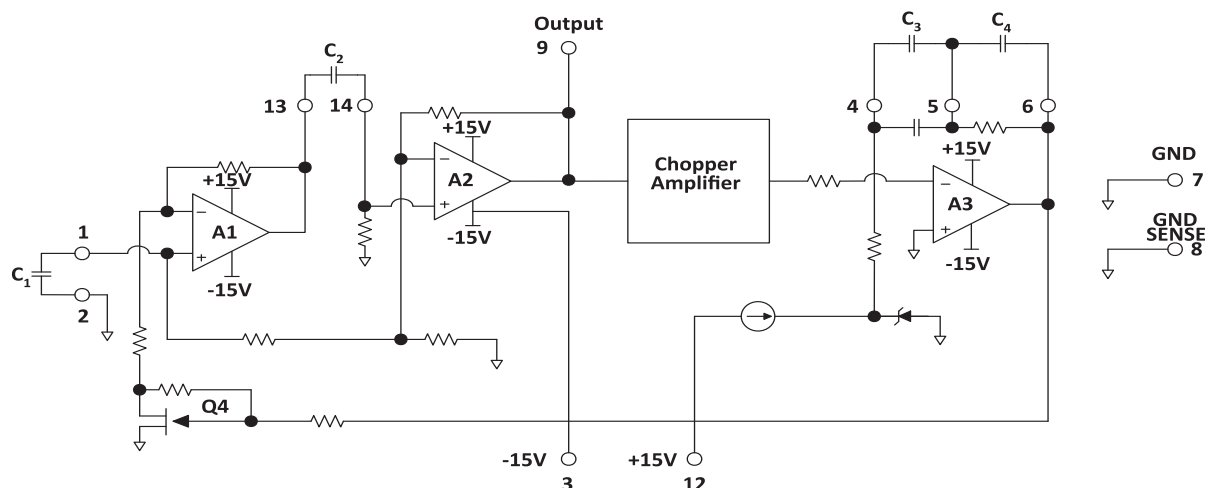 Output
9
C3
C4
C2
13
14
4
5
6
+15V
-
A2
+
-15V
Chopper
Amplifier
+15V
-
A3
+
-15V
GND
7
GND
SENSE
8
+15V
-
A1
+
-15V
1
C1
2
Q4
-15V
3
+15V
12